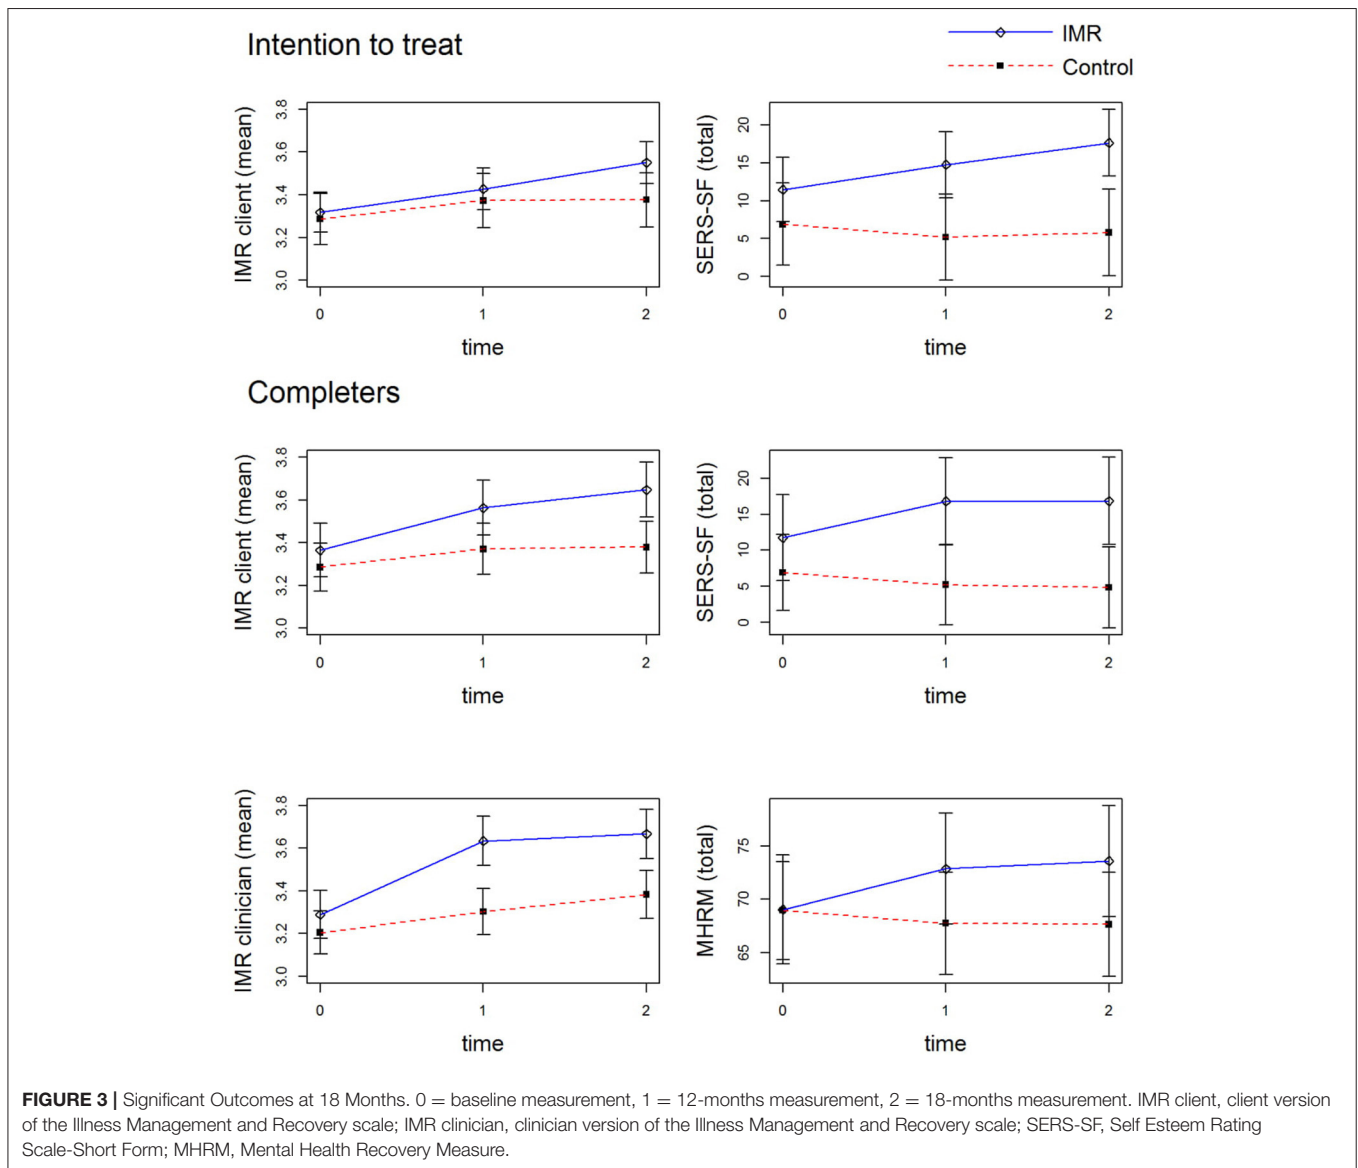 Intention to treat
IMR
Control
IMR client (mean)
3.0 3.2 3.4 3.6 3.8
0 1 2
time
SERS-SF (total)
0 5 10 15 20
0 1 2
time
Completers
IMR client (mean)
3.0 3.2 3.4 3.6 3.8
0 1 2
time
SERS-SF (total)
0 5 10 15 20
0 1 2
time
IMR clinician (mean)
3.0 3.2 3.4 3.6 3.8
0 1 2
time
MHRM (total)
65 70 75
0 1 2
time
FIGURE 3 | Significant Outcomes at 18 Months. 0 = baseline measurement, 1 = 12-months measurement, 2 = 18-months measurement. IMR client, client version
of the Illness Management and Recovery scale; IMR clinician, clinician version of the Illness Management and Recovery scale; SERS-SF, Self Esteem Rating
Scale-Short Form; MHRM, Mental Health Recovery Measure.